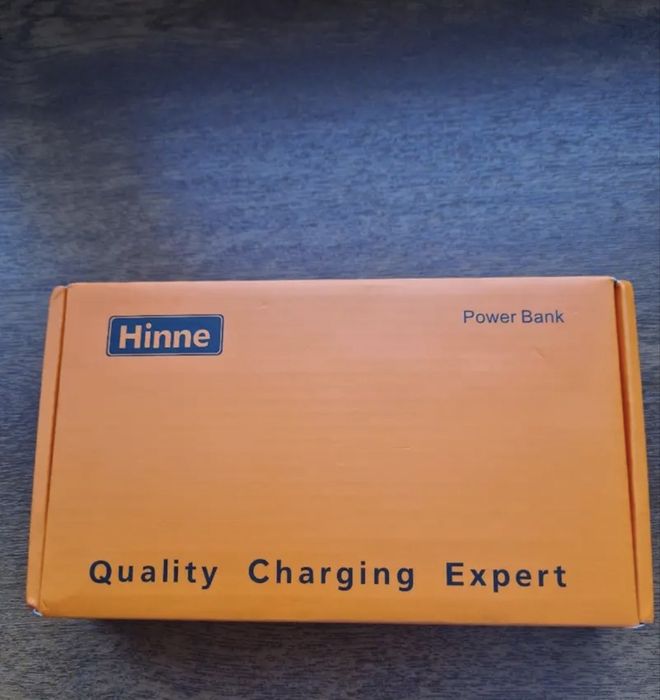 Hinne
Power Bank
Quality Charging Expert